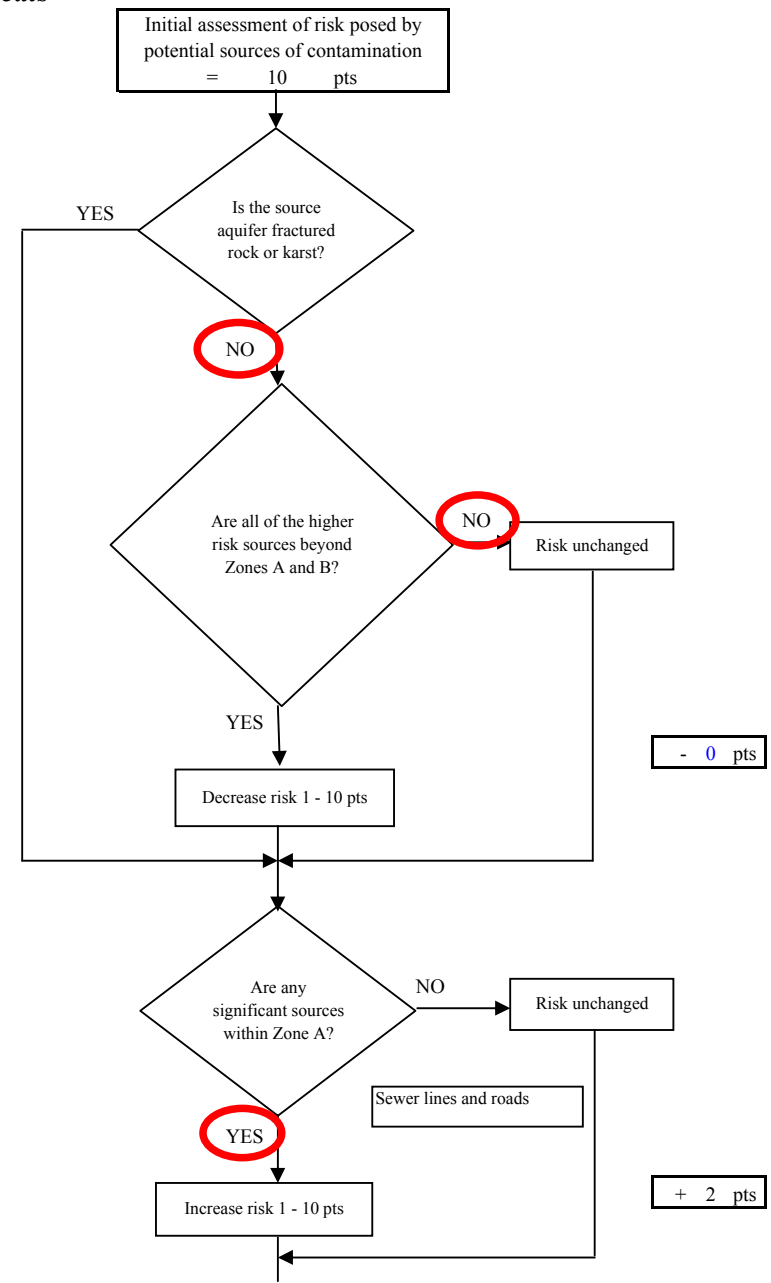 Initial assessment of risk posed by
potential sources of contamination
= 10 pts
YES
Is the source
aquifer fractured
rock or karst?
NO
Are all of the higher
risk sources beyond
Zones A and B?
NO
Risk unchanged
YES
- 0 pts
Decrease risk 1 - 10 pts
Are any
significant sources
within Zone A?
NO
Risk unchanged
Sewer lines and roads
YES
+ 2 pts
Increase risk 1 - 10 pts